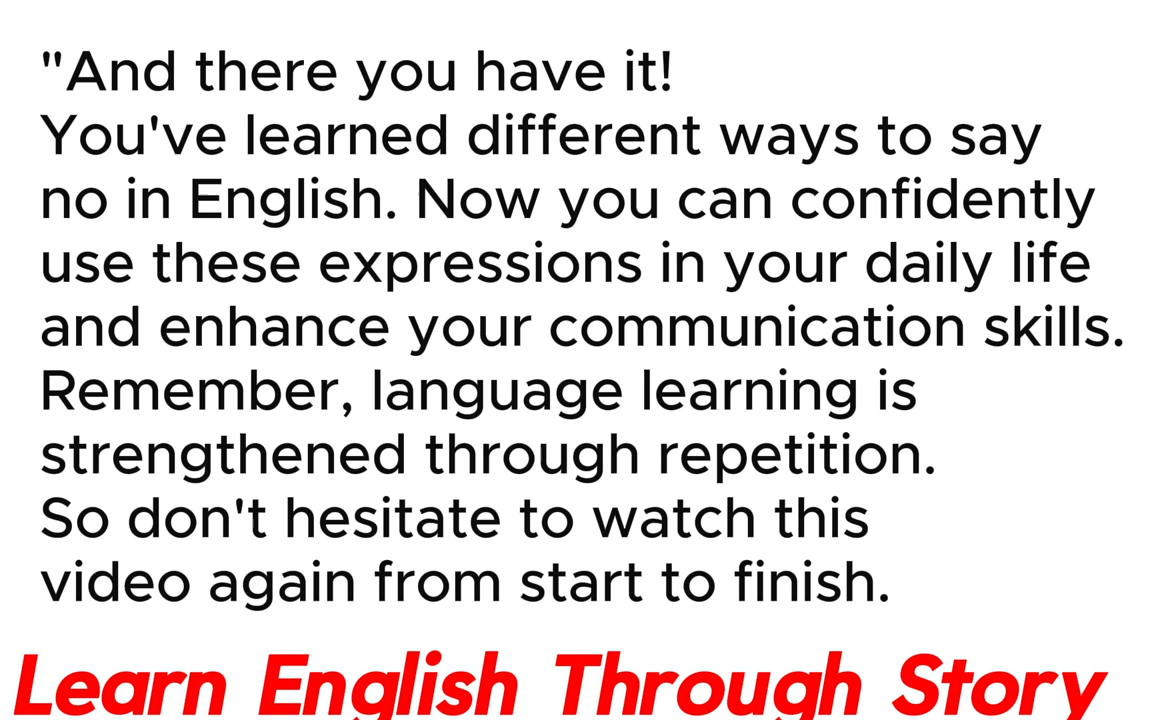 "And there you have it!
You've learned different ways to say
no in English. Now you can confidently
use these expressions in your daily life
and enhance your communication skills.
Remember, language learning is
strengthened through repetition.
So don't hesitate to watch this
video again from start to finish.
Learn English Through Story